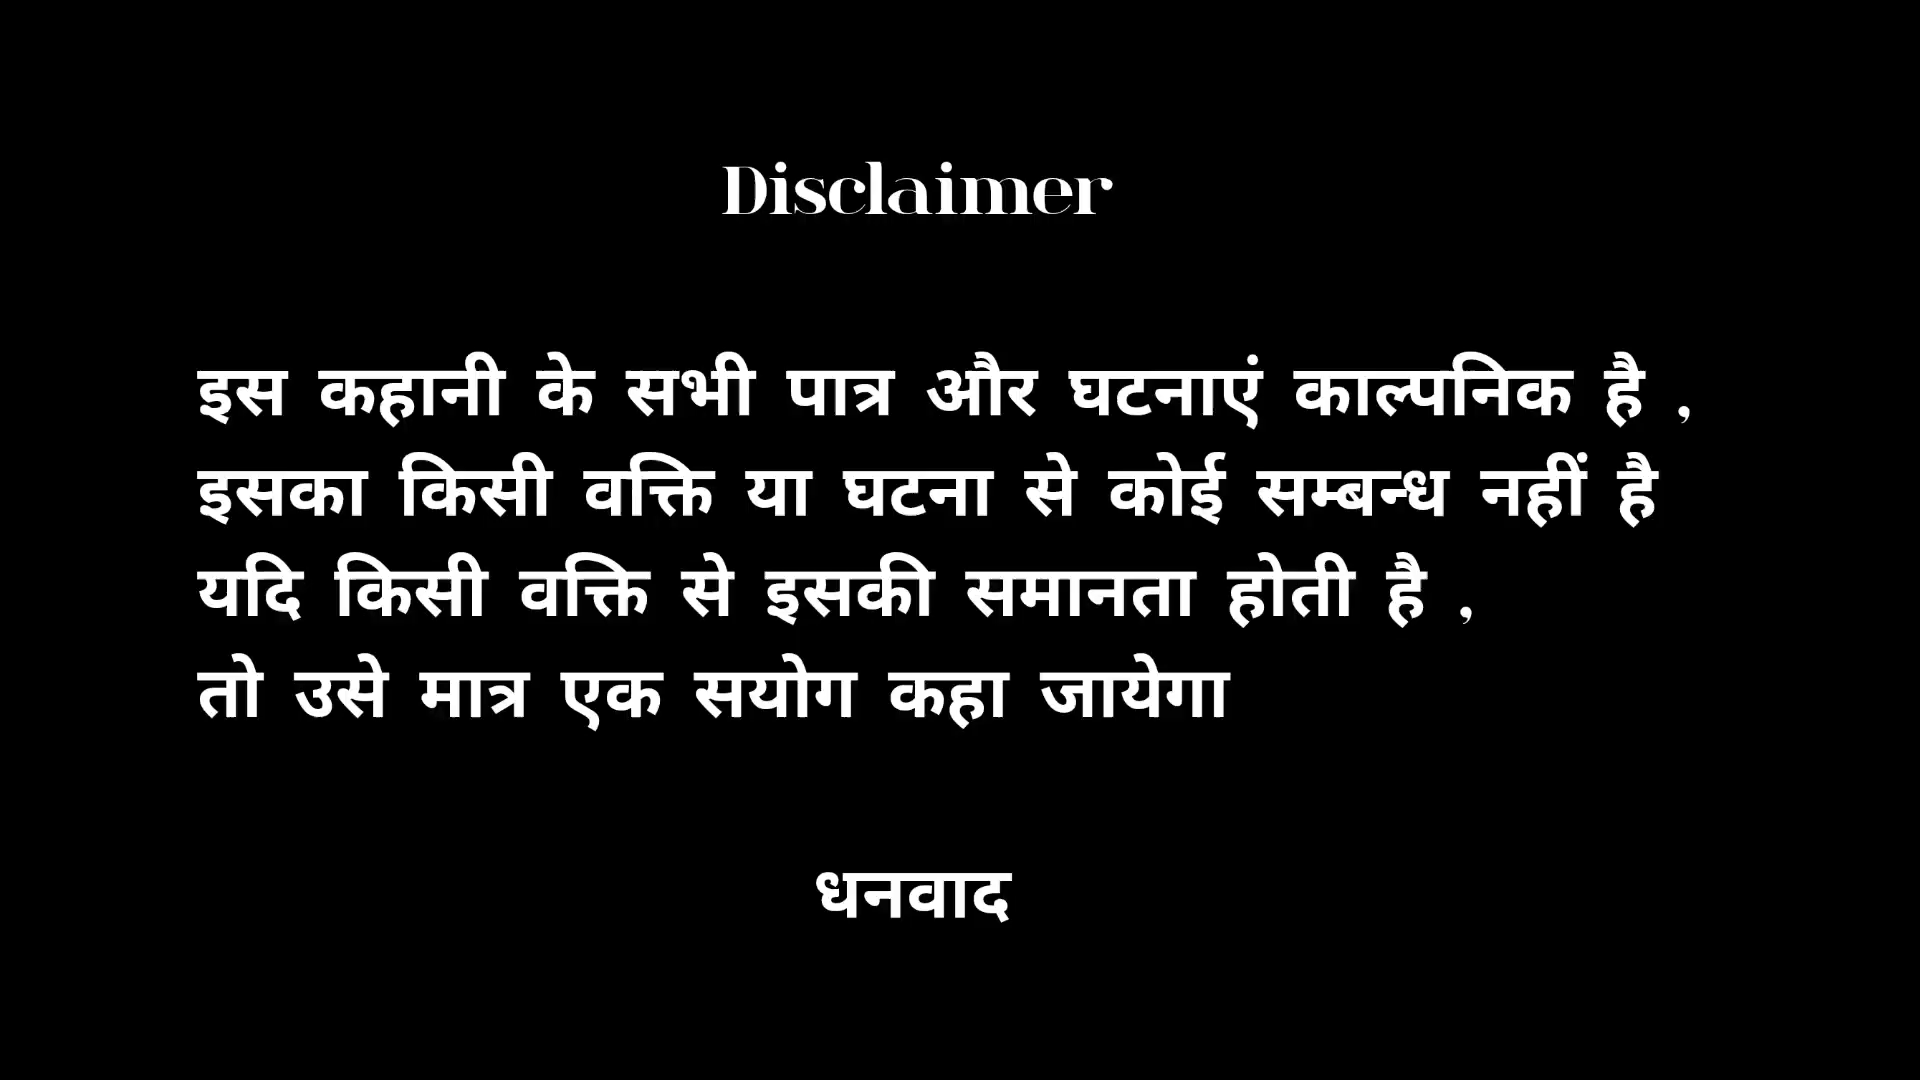 Disclaimer
इस कहानी के सभी पात्र और घटनाएं काल्पनिक है ,
इसका किसी वक्ति या घटना से कोई सम्बन्ध नहीं है
यदि किसी वक्ति से इसकी समानता होती है ,
तो उसे मात्र एक सयोग कहा जायेगा
धनवाद